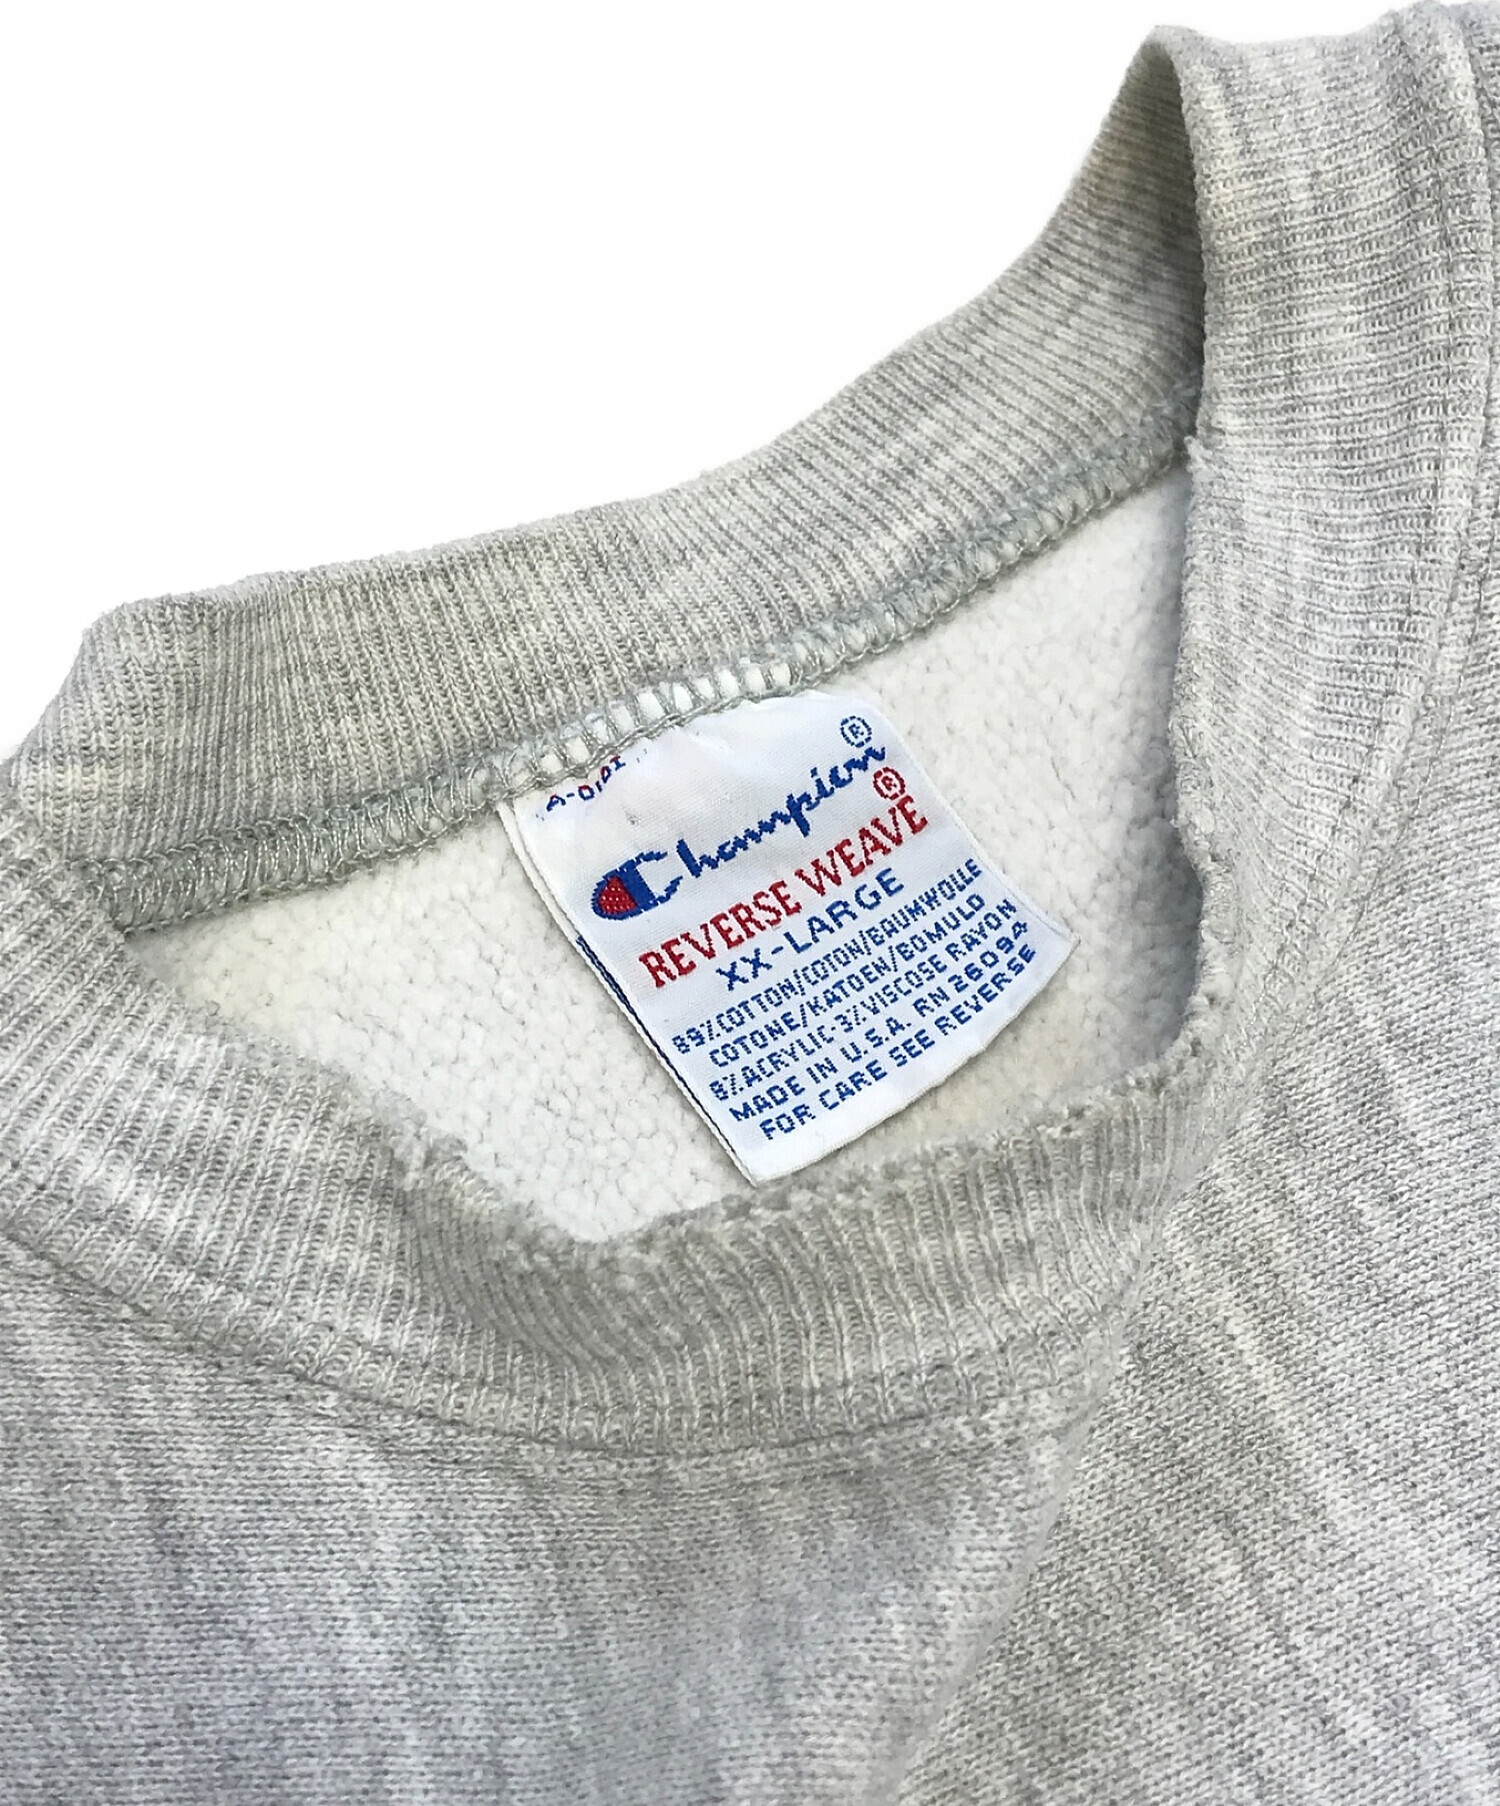 Champion®
REVERSE WEAVE®
XX-LARGE
89%COTTON/COTON/BAUMWOLLE
COTONE/KATOEN/BOMULD
8%ACRYLIC-3%VISCOSE RAYON
MADE IN U.S.A. RN 26094
FOR CARE SEE REVERSE